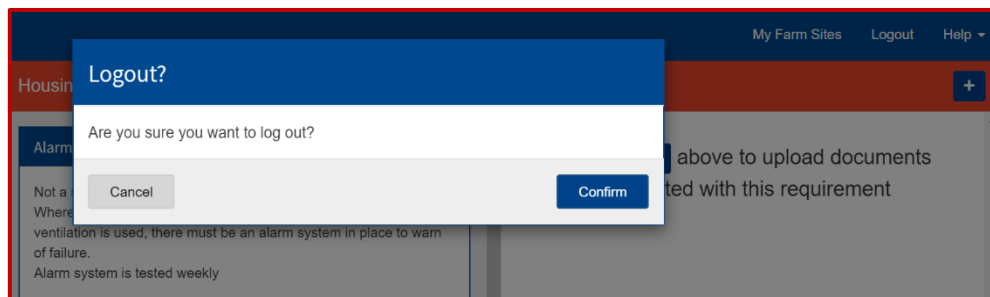 My Farm Sites Logout Help
Logout?
Are you sure you want to log out?
Cancel Confirm
+
Alarm
Not a
Where
ventilation is used, there must be an alarm system in place to warn
of failure.
Alarm system is tested weekly
above to upload documents
with this requirement